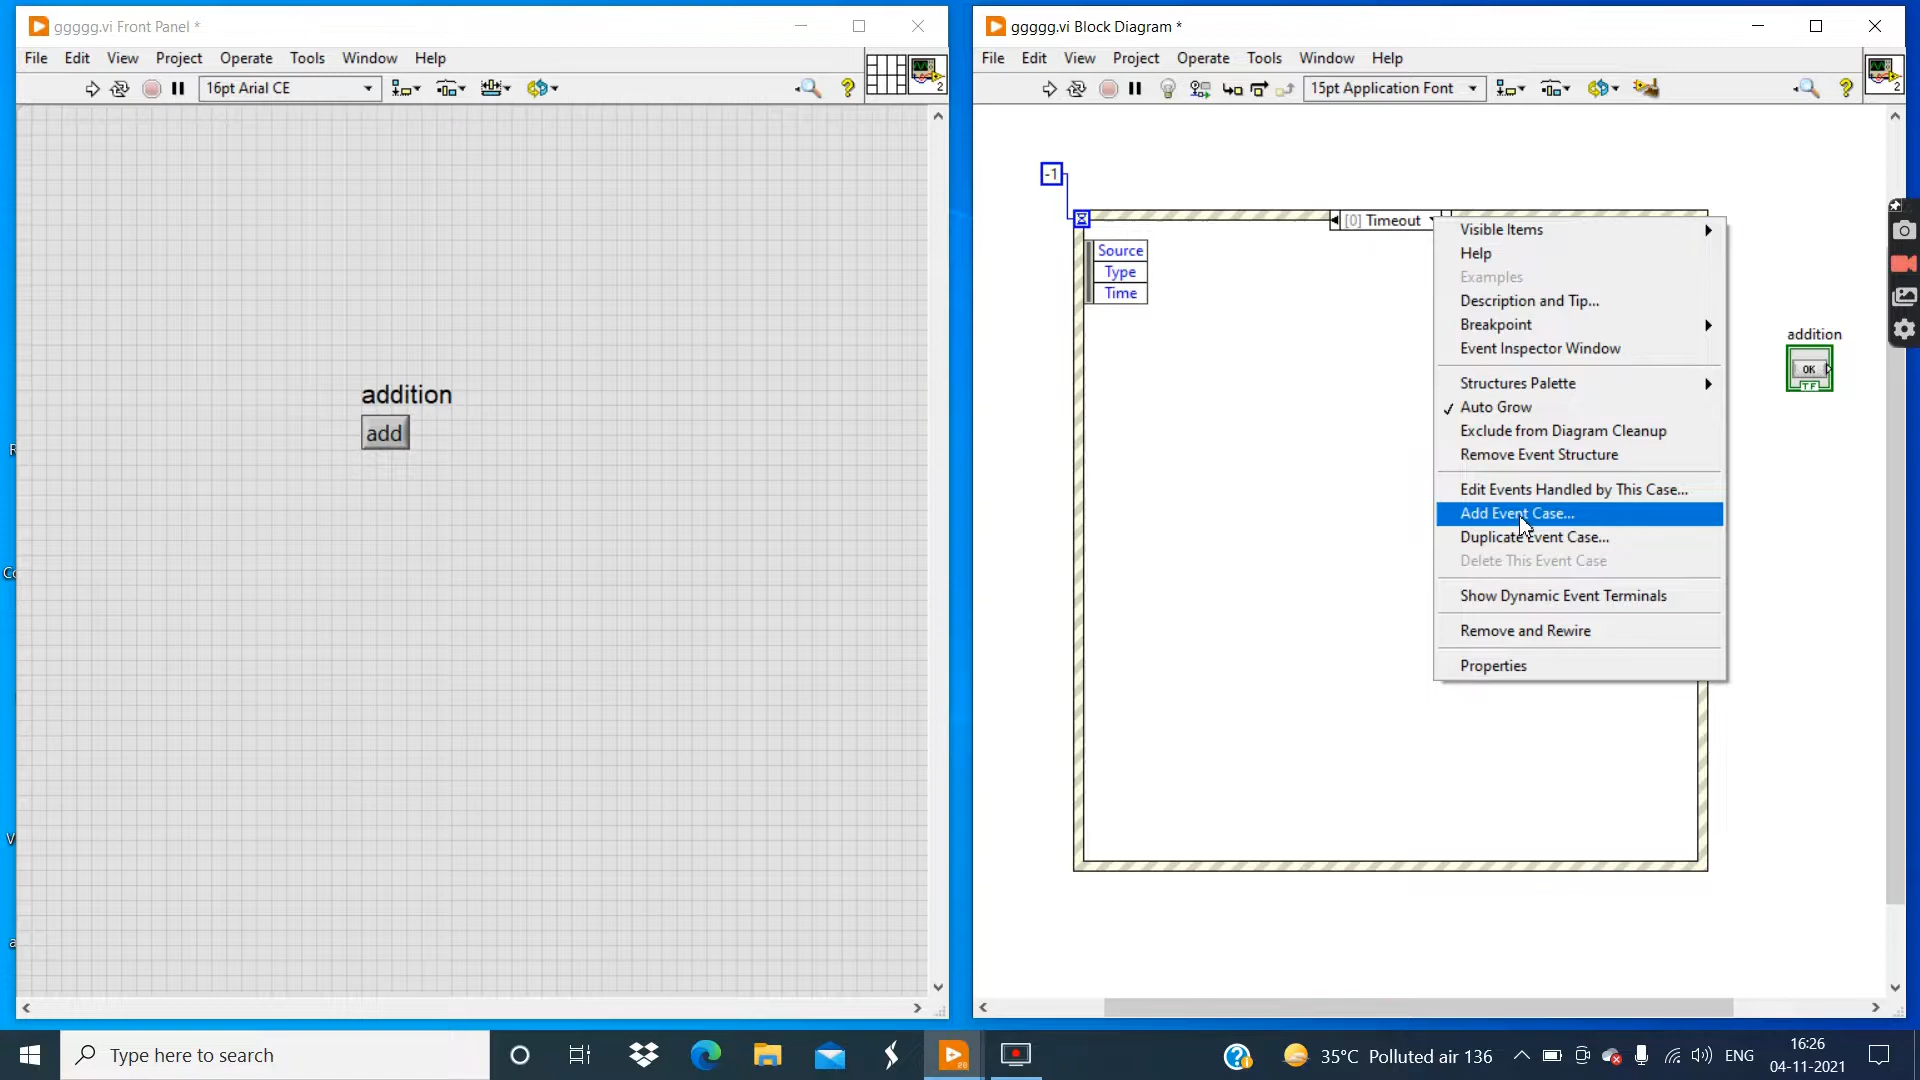 ggggg.vi Front Panel *
File Edit View Project Operate Tools Window Help
16pt Arial CE
2
addition
add
ggggg.vi Block Diagram *
File Edit View Project Operate Tools Window Help
15pt Application Font
2
-1
[0] Timeout
Source
Type
Time
Visible Items
Help
Examples
Description and Tip...
Breakpoint
Event Inspector Window
Structures Palette
Auto Grow
Exclude from Diagram Cleanup
Remove Event Structure
Edit Events Handled by This Case...
Add Event Case...
Duplicate Event Case...
Delete This Event Case
Show Dynamic Event Terminals
Remove and Rewire
Properties
addition
OK
TF
Type here to search
35°C Polluted air 136
ENG
16:26
04-11-2021